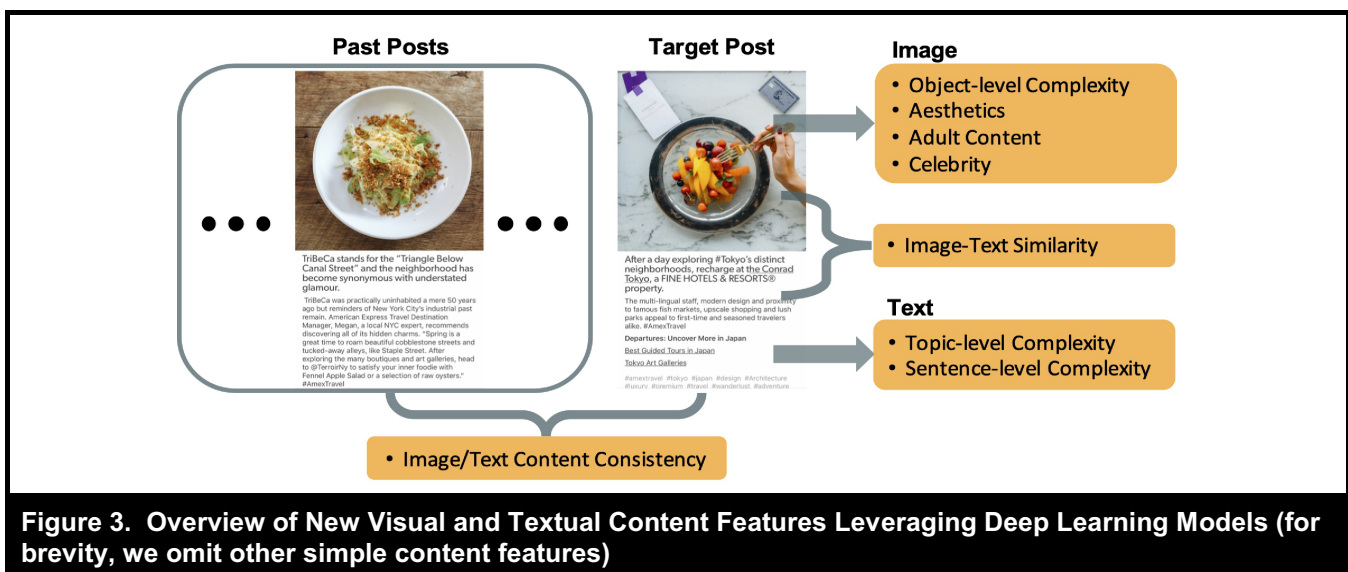 Past Posts
Target Post
Image
• Object-level Complexity
• Aesthetics
• Adult Content
• Celebrity
TriBeCa stands for the "Triangle Below
Canal Street" and the neighborhood has
become synonymous with understated
glamour.
TriBeCa was practically uninhabited a mere 50 years
ago but reminders of New York City's industrial past
remain. American Express Travel Destination
Manager, Megan, a local NYC expert, recommends
discovering all of its hidden charms. "Spring is a
great time to roam beautiful cobblestone streets and
tucked-away alleys, like Staple Street. After
exploring the many boutiques and art galleries, head
to @TerroirNy to satisfy your inner foodie with
Fennel Apple Salad or a selection of raw oysters."
#AmexTravel
After a day exploring #Tokyo's distinct
neighborhoods, recharge at the Conrad
Tokyo, a FINE HOTELS & RESORTS®
property.
The multi-lingual staff, modern design and proximity
to famous fish markets, upscale shopping and lush
parks appeal to first-time and seasoned travelers
alike. #AmexTravel
Departures: Uncover More in Japan
Best Guided Tours in Japan
Tokyo Art Galleries
#amextravel #tokyo #japan #design #Architecture
#luxury #premium #travel #wanderlust #adventure
• Image-Text Similarity
Text
• Topic-level Complexity
• Sentence-level Complexity
• Image/Text Content Consistency
Figure 3. Overview of New Visual and Textual Content Features Leveraging Deep Learning Models (for
brevity, we omit other simple content features)